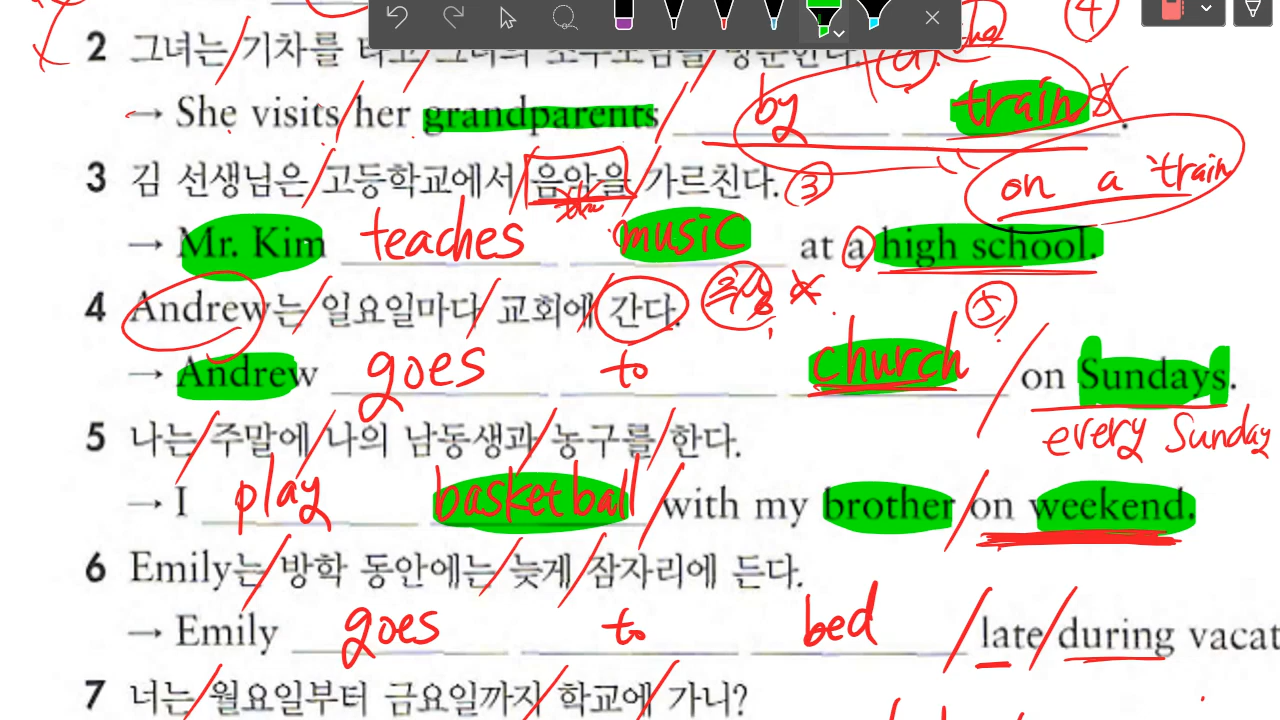 ④
2 그녀는/기차를 타고/그녀의 조부모님을/방문한다.
→ She visits/her grandparents/ by train.
on a train
3 김 선생님은/고등학교에서/음악을/가르친다. ③
→ Mr. Kim teaches music at a high school.
4 Andrew는/일요일마다/교회에/간다.
⑤
→ Andrew goes to church / on Sundays.
every Sunday
5 나는/주말에/나의 남동생과/농구를/한다.
→ I play basketball/with my brother/on weekend.
6 Emily는/방학 동안에는/늦게/잠자리에 든다.
→ Emily goes to bed /late/during vacat
7 너는/월요일부터 금요일까지/학교에/가니?